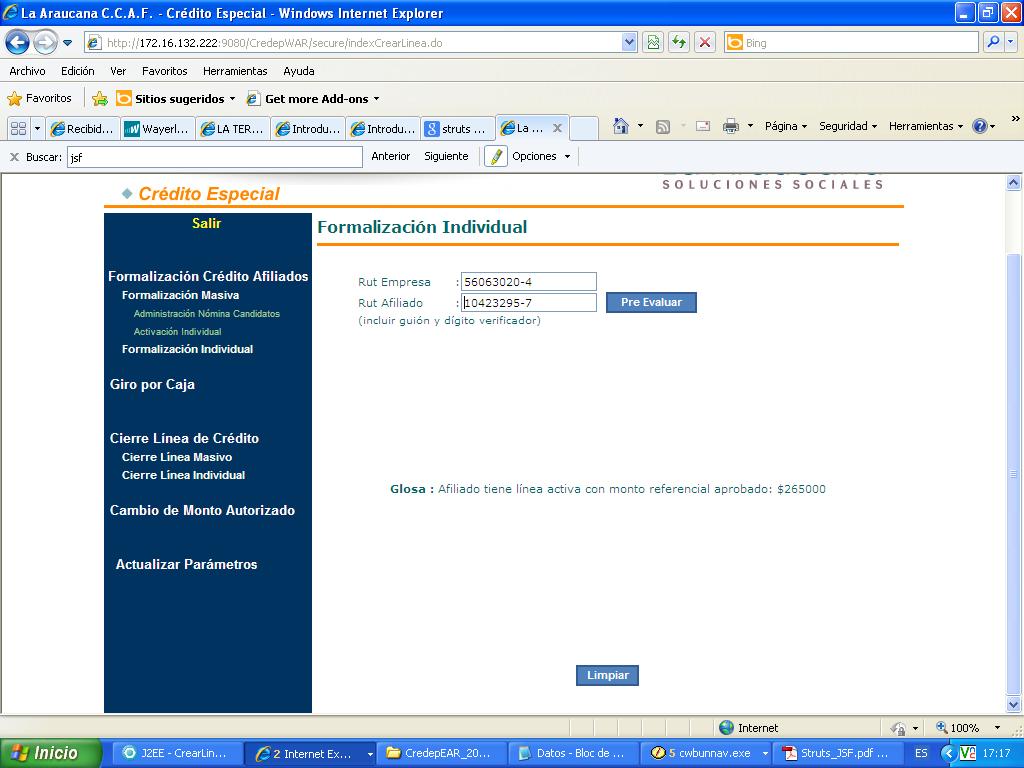 La Araucana C.C.A.F. - Crédito Especial - Windows Internet Explorer
http://172.16.132.222:9080/CredepWAR/secure/indexCrearLinea.do
Bing
Archivo Edición Ver Favoritos Herramientas Ayuda
Favoritos Sitios sugeridos Get more Add-ons
Recibid... Wayerl... LA TER... Introdu... Introdu... struts ... La ... Página Seguridad Herramientas
Buscar: jsf Anterior Siguiente Opciones
SOLUCIONES SOCIALES
Crédito Especial
Salir
Formalización Crédito Afiliados
Formalización Masiva
Administración Nómina Candidatos
Activación Individual
Formalización Individual
Giro por Caja
Cierre Línea de Crédito
Cierre Línea Masivo
Cierre Línea Individual
Cambio de Monto Autorizado
Actualizar Parámetros
Formalización Individual
Rut Empresa : 56063020-4
Rut Afiliado : 10423295-7 Pre Evaluar
(incluir guión y dígito verificador)
Glosa : Afiliado tiene línea activa con monto referencial aprobado: $265000
Limpiar
Internet 100%
Inicio J2EE - CrearLin... 2 Internet Ex... CredepEAR_20... Datos - Bloc de ... 5 cwbunnav.exe Struts_JSF.pdf ... ES 17:17